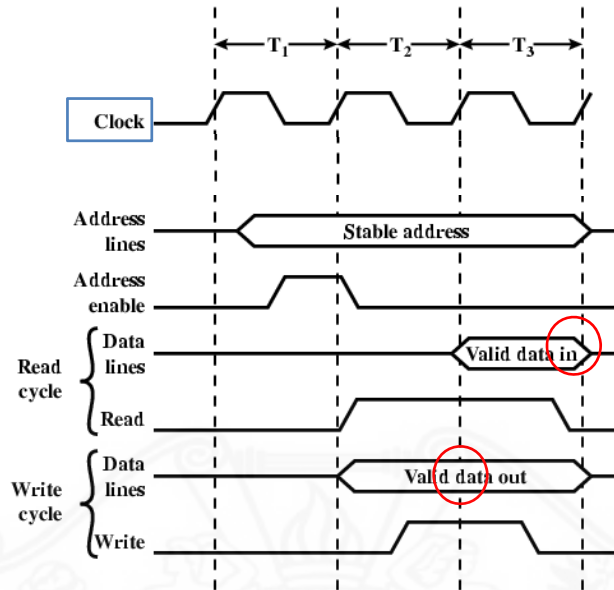 T1 T2 T3
Clock
Address
lines
Stable address
Address
enable
Read
cycle
Data
lines
Valid data in
Read
Write
cycle
Data
lines
Valid data out
Write